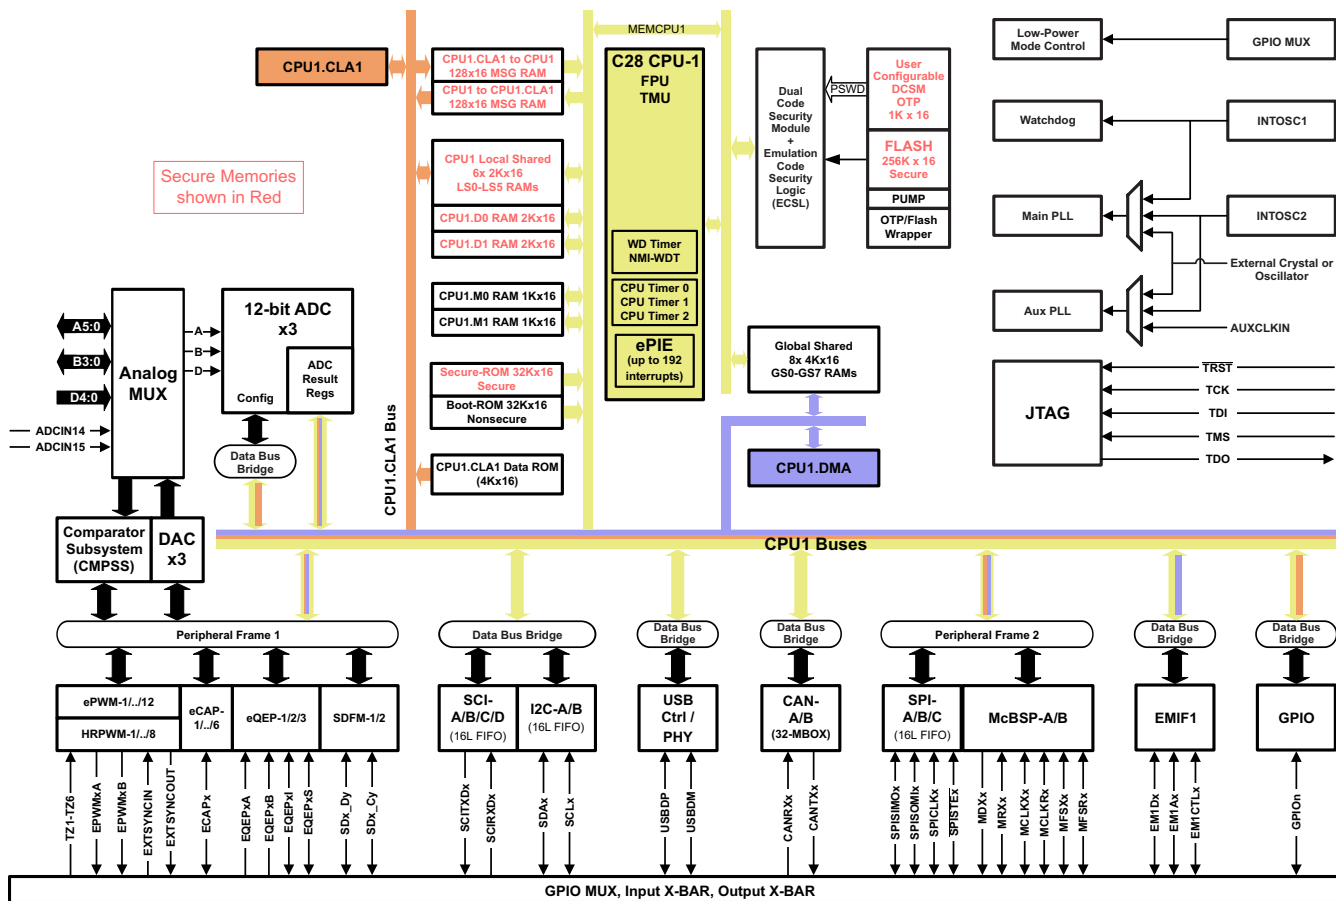 MEMCPU1
CPU1.CLA1
CPU1.CLA1 to CPU1
128x16 MSG RAM
CPU1 to CPU1.CLA1
128x16 MSG RAM
CPU1 Local Shared
6x 2Kx16
LS0-LS5 RAMs
CPU1.D0 RAM 2Kx16
CPU1.D1 RAM 2Kx16
CPU1.M0 RAM 1Kx16
CPU1.M1 RAM 1Kx16
Secure-ROM 32Kx16
Secure
Boot-ROM 32Kx16
Nonsecure
CPU1.CLA1 Data ROM
(4Kx16)
CPU1.CLA1 Bus
Secure Memories
shown in Red
C28 CPU-1
FPU
TMU
WD Timer
NMI-WDT
CPU Timer 0
CPU Timer 1
CPU Timer 2
ePIE
(up to 192
interrupts)
Dual
Code
Security
Module
+
Emulation
Code
Security
Logic
(ECSL)
PSWD
User
Configurable
DCSM
OTP
1K x 16
FLASH
256K x 16
Secure
PUMP
OTP/Flash
Wrapper
Global Shared
8x 4Kx16
GS0-GS7 RAMs
CPU1.DMA
Low-Power
Mode Control
GPIO MUX
Watchdog
INTOSC1
Main PLL
INTOSC2
External Crystal or
Oscillator
Aux PLL
AUXCLKIN
JTAG
TRST
TCK
TDI
TMS
TDO
A5:0
B3:0
D4:0
ADCIN14
ADCIN15
Analog
MUX
A
B
D
12-bit ADC
x3
ADC
Result
Regs
Config
Data Bus
Bridge
Comparator
Subsystem
(CMPSS)
DAC
x3
CPU1 Buses
Peripheral Frame 1
Data Bus Bridge
Data Bus
Bridge
Data Bus
Bridge
Peripheral Frame 2
Data Bus
Bridge
Data Bus
Bridge
ePWM-1/../12
HRPWM-1/../8
eCAP-
1/../6
eQEP-1/2/3
SDFM-1/2
SCI-
A/B/C/D
(16L FIFO)
I2C-A/B
(16L FIFO)
USB
Ctrl /
PHY
CAN-
A/B
(32-MBOX)
SPI-
A/B/C
(16L FIFO)
McBSP-A/B
EMIF1
GPIO
TZ1-TZ6
EPWMxA
EPWMxB
EXTSYNCIN
EXTSYNCOUT
ECAPx
EQEPxA
EQEPxB
EQEPxI
EQEPxS
SDx_Dy
SDx_Cy
SCITXDx
SCIRXDx
SDAx
SCLx
USBDP
USBDM
CANRXx
CANTXx
SPISIMOx
SPISOMIx
SPICLKx
SPISTEx
MDXx
MRXx
MCLKXx
MCLKRx
MFSXx
MFSRx
EM1Dx
EM1Ax
EM1CTLx
GPIOn
GPIO MUX, Input X-BAR, Output X-BAR